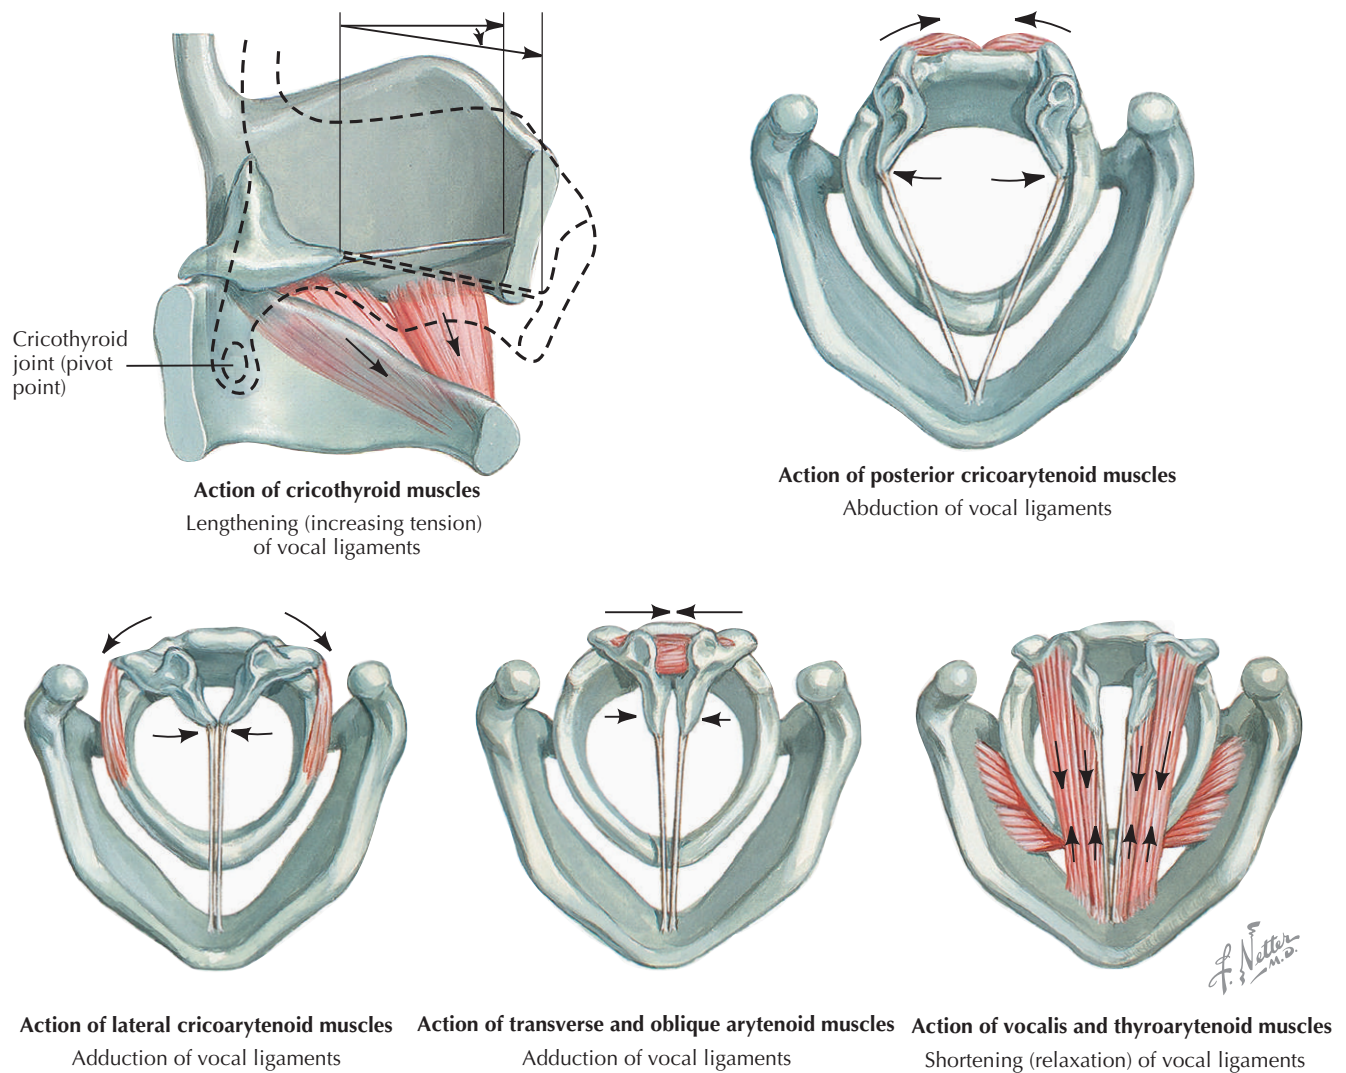 Cricothyroid
joint (pivot
point)
Action of cricothyroid muscles
Lengthening (increasing tension)
of vocal ligaments
Action of posterior cricoarytenoid muscles
Abduction of vocal ligaments
Action of lateral cricoarytenoid muscles
Adduction of vocal ligaments
Action of transverse and oblique arytenoid muscles
Adduction of vocal ligaments
Action of vocalis and thyroarytenoid muscles
Shortening (relaxation) of vocal ligaments
F. Netter
M.D.